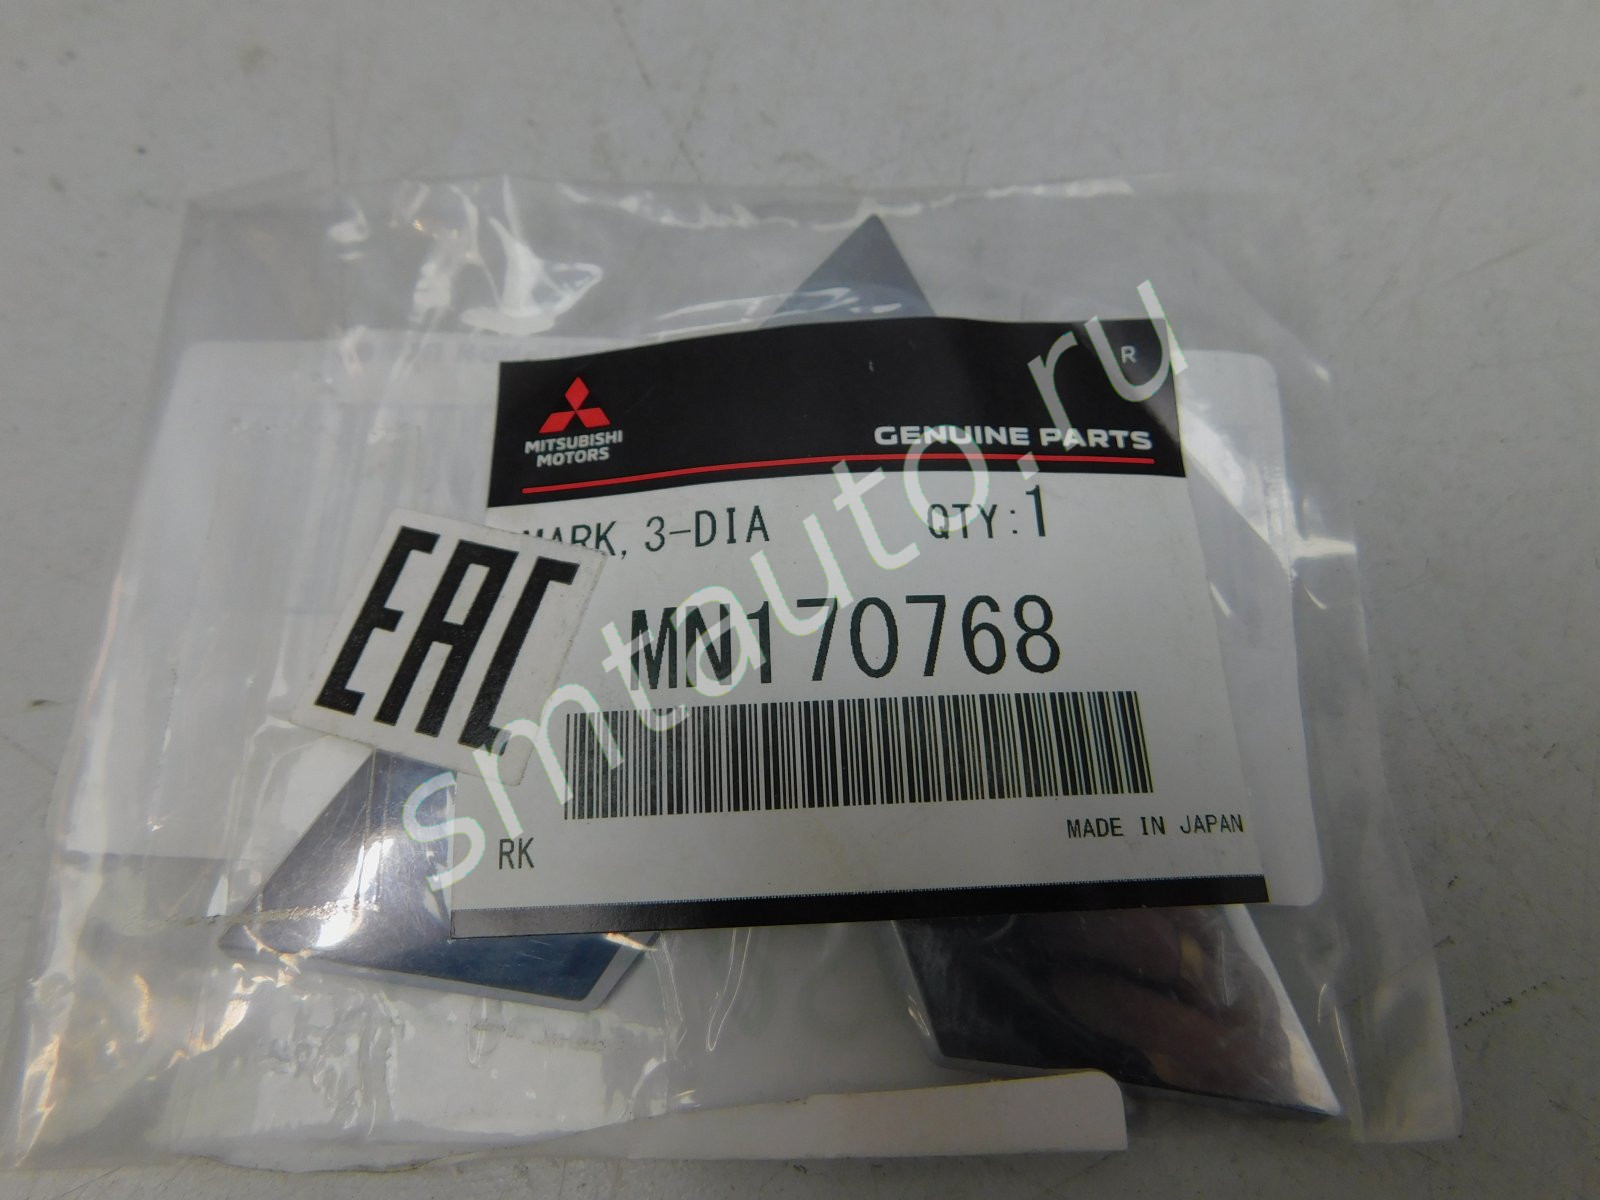 R
MITSUBISHI
MOTORS
GENUINE PARTS
MARK, 3-DIA QTY:1
EAC
MN170768
RK
MADE IN JAPAN
smtauto.ru